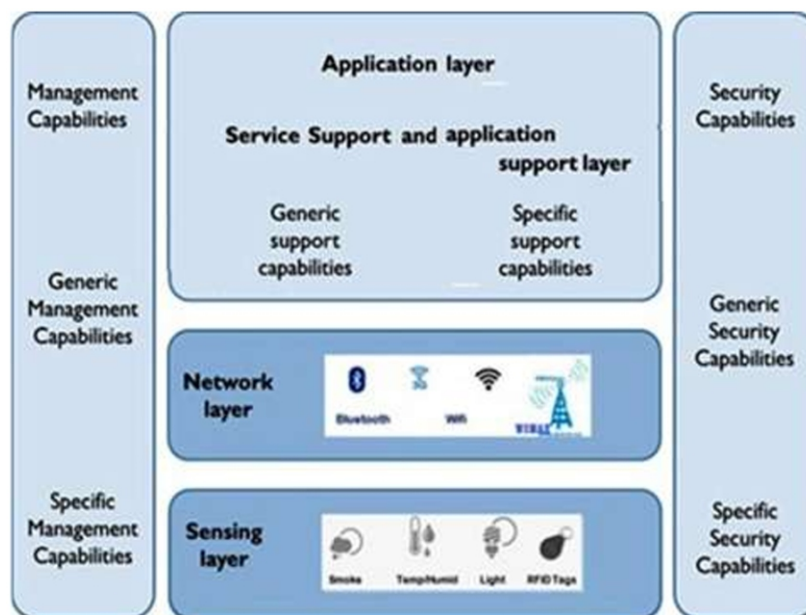 Management
Capabilities
Generic
Management
Capabilities
Specific
Management
Capabilities
Application layer
Service Support and application
support layer
Generic
support
capabilities
Specific
support
capabilities
Network
layer
Bluetooth
Wifi
WIMAX
Sensing
layer
Smoke
Temp/Humid
Light
RFID Tags
Security
Capabilities
Generic
Security
Capabilities
Specific
Security
Capabilities